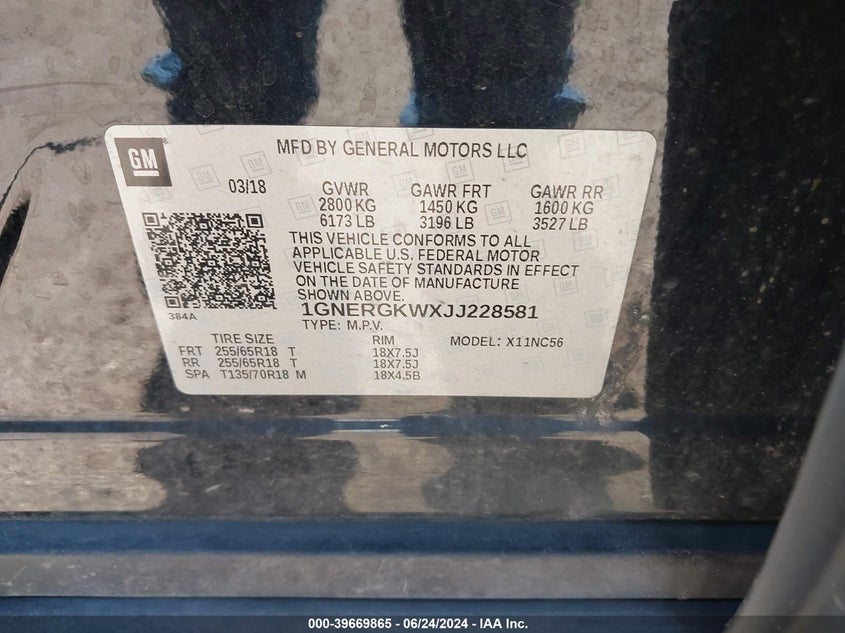 GM
MFD BY GENERAL MOTORS LLC
03/18 GVWR GAWR FRT GAWR RR
2800 KG 1450 KG 1600 KG
6173 LB 3196 LB 3527 LB
THIS VEHICLE CONFORMS TO ALL
APPLICABLE U.S. FEDERAL MOTOR
VEHICLE SAFETY STANDARDS IN EFFECT
ON THE DATE OF MANUFACTURE
SHOWN ABOVE.
384A
1GNERGKWXJJ228581
TYPE: M.P.V.
TIRE SIZE RIM MODEL: X11NC56
FRT 255/65R18 T 18X7.5J
RR 255/65R18 T 18X7.5J
SPA T135/70R18 M 18X4.5B
000-39669865 - 06/24/2024 - IAA Inc.